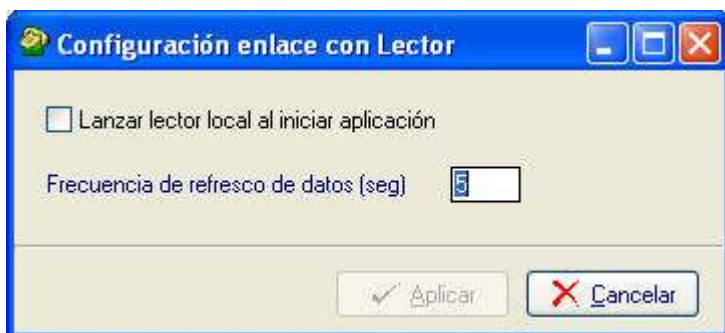 Configuración enlace con Lector
Lanzar lector local al iniciar aplicación
Frecuencia de refresco de datos (seg) 5
Aplicar Cancelar